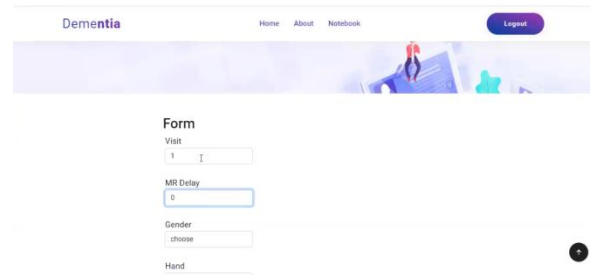 Dementia
Home About Notebook Logout
Form
Visit
1
MR Delay
0
Gender
choose
Hand